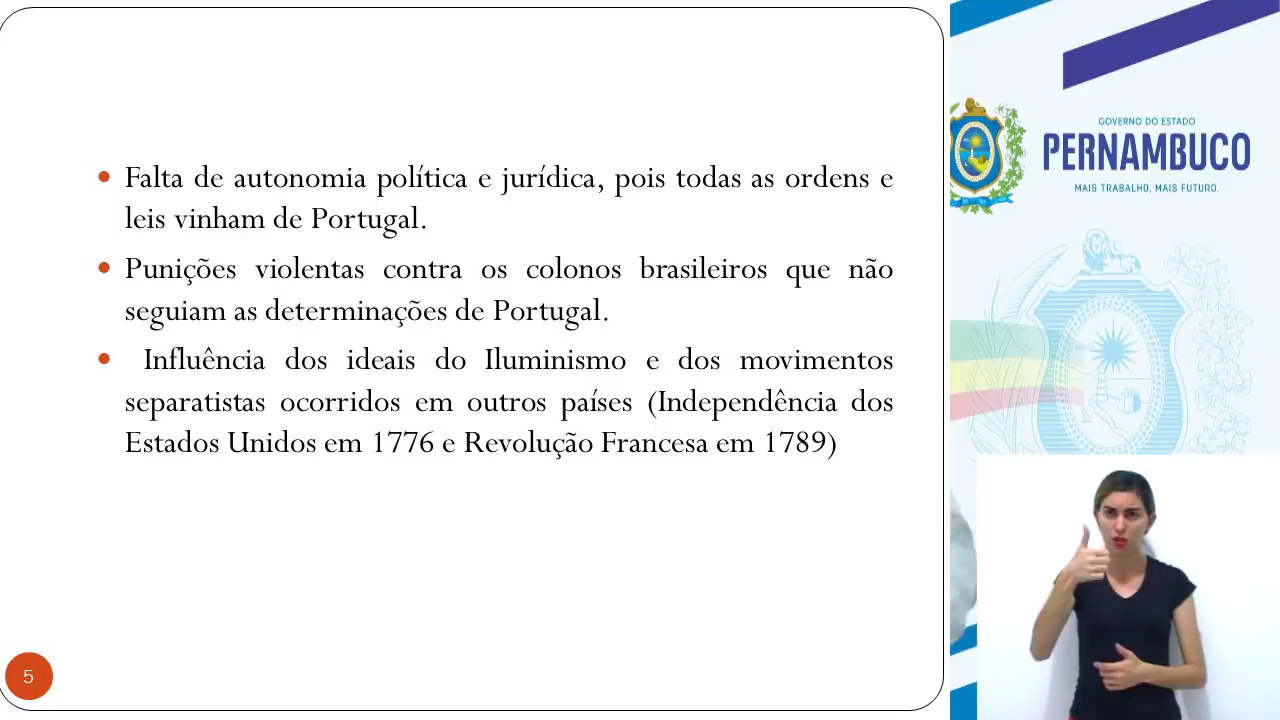 Falta de autonomia política e jurídica, pois todas as ordens e
leis vinham de Portugal.
Punições violentas contra os colonos brasileiros que não
seguiam as determinações de Portugal.
Influência dos ideais do Iluminismo e dos movimentos
separatistas ocorridos em outros países (Independência dos
Estados Unidos em 1776 e Revolução Francesa em 1789)
5
GOVERNO DO ESTADO
PERNAMBUCO
MAIS TRABALHO, MAIS FUTURO.